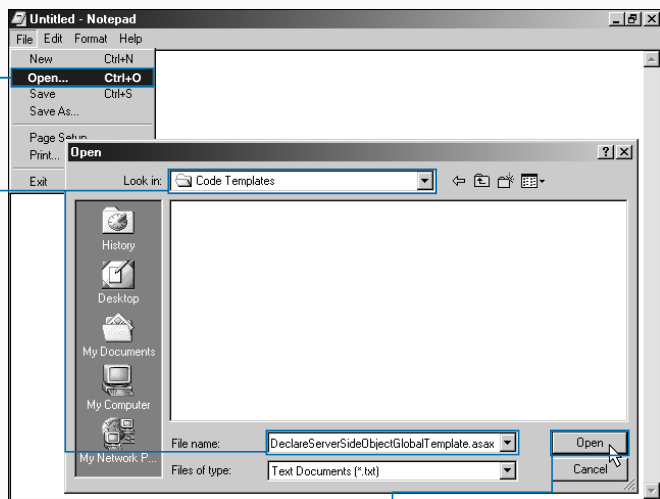 Untitled - Notepad
File Edit Format Help
New Ctrl+N
Open... Ctrl+O
Save Ctrl+S
Save As...
Page Setup...
Print...
Exit
Open
Look in: Code Templates
History
Desktop
My Documents
My Computer
My Network P...
File name: DeclareServerSideObjectGlobalTemplate.asax Open
Files of type: Text Documents (*.txt) Cancel